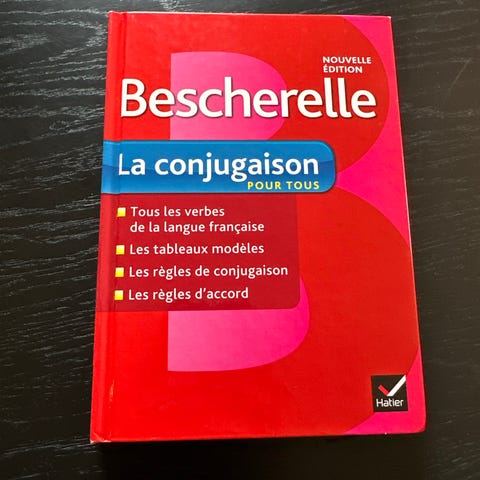 NOUVELLE
ÉDITION
Bescherelle
La conjugaison
POUR TOUS
Tous les verbes
de la langue française
Les tableaux modèles
Les règles de conjugaison
Les règles d'accord
Hatier